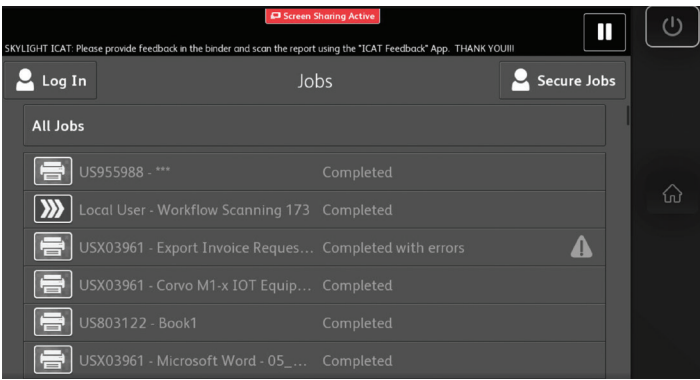 Screen Sharing Active
SKYLIGHT ICAT: Please provide feedback in the binder and scan the report using the "ICAT Feedback" App. THANK YOU!!!
Log In
Jobs
Secure Jobs
All Jobs
US955988 - ***
Completed
Local User - Workflow Scanning 173
Completed
USX03961 - Export Invoice Reques...
Completed with errors
USX03961 - Corvo M1-x IOT Equip...
Completed
US803122 - Book1
Completed
USX03961 - Microsoft Word - 05_...
Completed